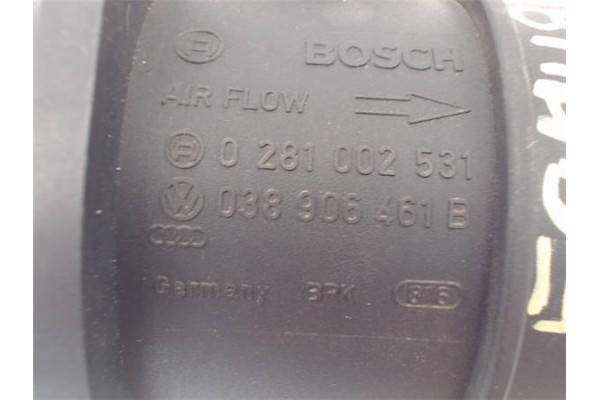 BOSCH
AIR FLOW
0 281 002 531
038 906 461 B
Germany BPK 816